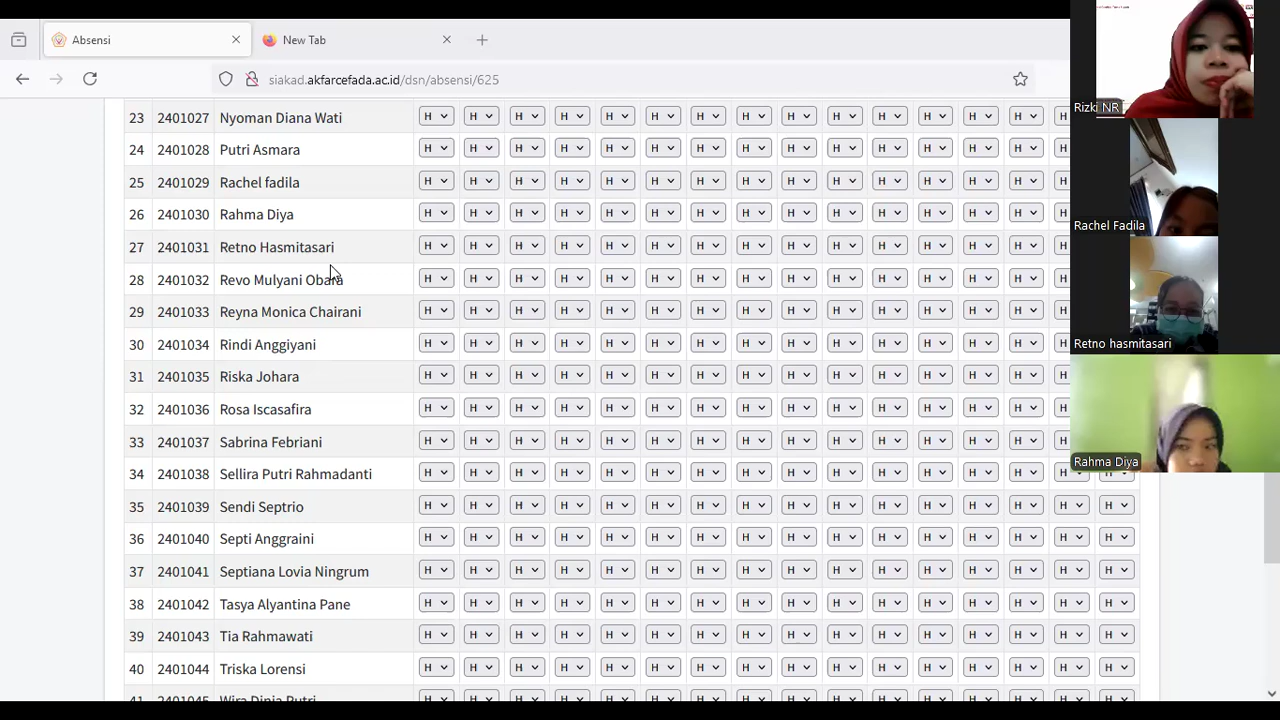 Absensi
New Tab
siakad.akfarcefada.ac.id/dsn/absensi/625
23 2401027 Nyoman Diana Wati H H H H H H H H H H H H H H H
24 2401028 Putri Asmara H H H H H H H H H H H H H H H
25 2401029 Rachel fadila H H H H H H H H H H H H H H H
26 2401030 Rahma Diya H H H H H H H H H H H H H H H
27 2401031 Retno Hasmitasari H H H H H H H H H H H H H H H
28 2401032 Revo Mulyani Obara H H H H H H H H H H H H H H H
29 2401033 Reyna Monica Chairani H H H H H H H H H H H H H H H
30 2401034 Rindi Anggiyani H H H H H H H H H H H H H H H
31 2401035 Riska Johara H H H H H H H H H H H H H H H
32 2401036 Rosa Iscasafira H H H H H H H H H H H H H H H
33 2401037 Sabrina Febriani H H H H H H H H H H H H H H H
34 2401038 Sellira Putri Rahmadanti H H H H H H H H H H H H H H H H
35 2401039 Sendi Septrio H H H H H H H H H H H H H H H H
36 2401040 Septi Anggraini H H H H H H H H H H H H H H H H
37 2401041 Septiana Lovia Ningrum H H H H H H H H H H H H H H H H
38 2401042 Tasya Alyantina Pane H H H H H H H H H H H H H H H H
39 2401043 Tia Rahmawati H H H H H H H H H H H H H H H H
40 2401044 Triska Lorensi H H H H H H H H H H H H H H H H
41 2401045 Wira Dinia Putri H H H H H H H H H H H H H H H H
Rizki NR
Rachel Fadila
Retno hasmitasari
Rahma Diya